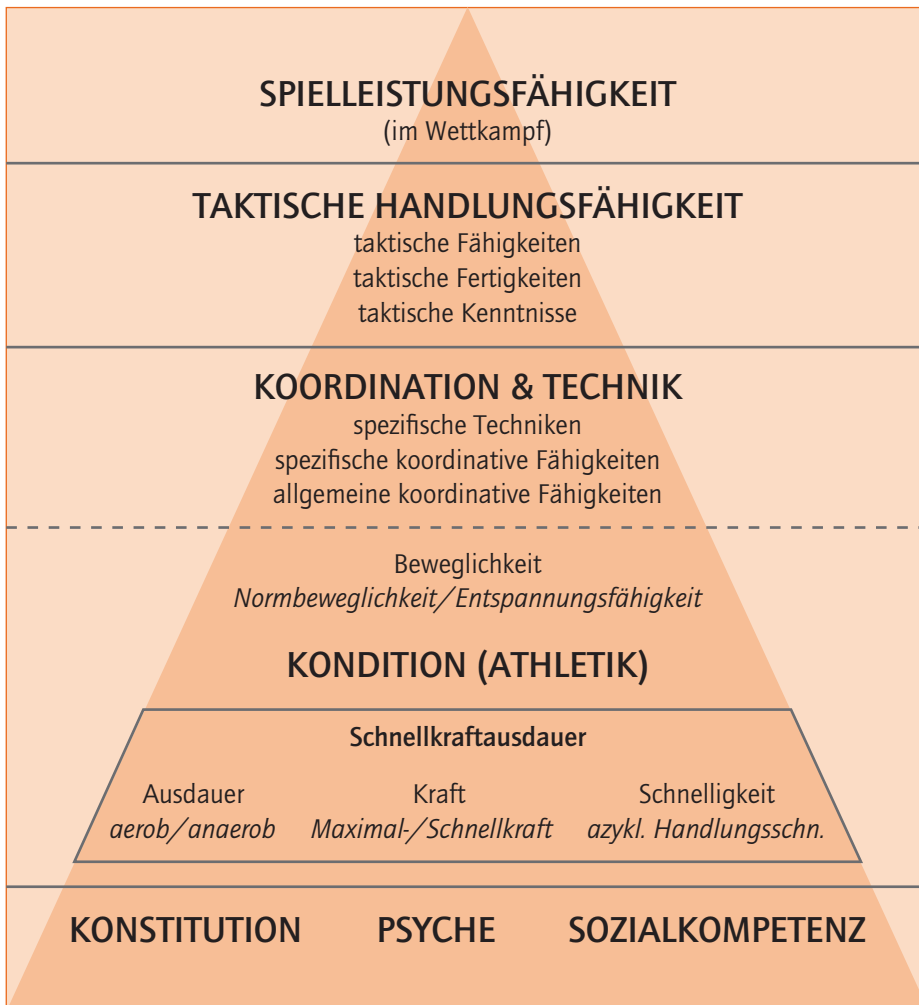 SPIELLEISTUNGSFÄHIGKEIT
(im Wettkampf)
TAKTISCHE HANDLUNGSFÄHIGKEIT
taktische Fähigkeiten
taktische Fertigkeiten
taktische Kenntnisse
KOORDINATION & TECHNIK
spezifische Techniken
spezifische koordinative Fähigkeiten
allgemeine koordinative Fähigkeiten
Beweglichkeit
Normbeweglichkeit/Entspannungsfähigkeit
KONDITION (ATHLETIK)
Schnellkraftausdauer
Ausdauer Kraft Schnelligkeit
aerob/anaerob Maximal-/Schnellkraft azykl. Handlungsschn.
KONSTITUTION PSYCHE SOZIALKOMPETENZ